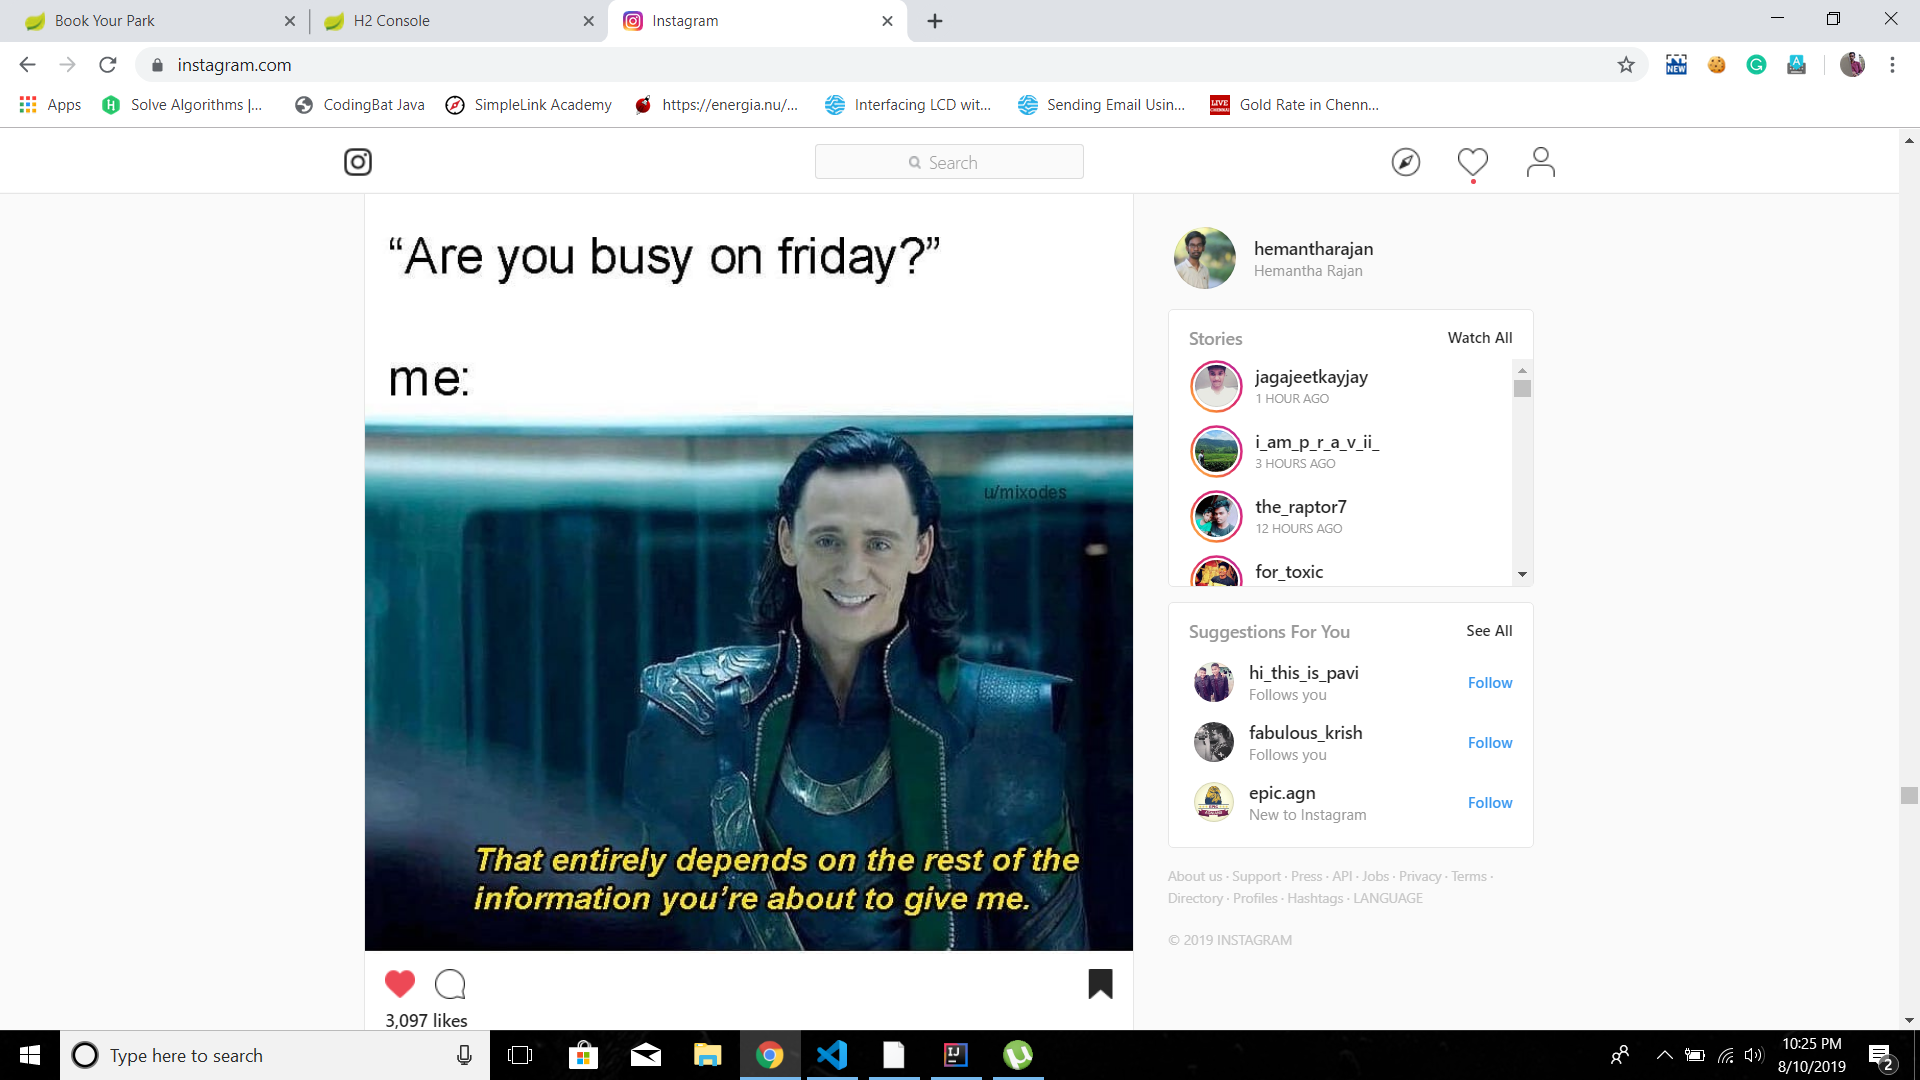 Book Your Park
H2 Console
Instagram
instagram.com
NEW
Apps
Solve Algorithms |...
CodingBat Java
SimpleLink Academy
https://energia.nu/...
Interfacing LCD wit...
Sending Email Usin...
LIVE
Gold Rate in Chenn...
Search
“Are you busy on friday?”
me:
u/mixodes
That entirely depends on the rest of the
information you’re about to give me.
3,097 likes
hemantharajan
Hemantha Rajan
Stories
Watch All
jagajeetkayjay
1 HOUR AGO
i_am_p_r_a_v_ii_
3 HOURS AGO
the_raptor7
12 HOURS AGO
for_toxic
Suggestions For You
See All
hi_this_is_pavi
Follows you
Follow
fabulous_krish
Follows you
Follow
epic.agn
New to Instagram
Follow
About us · Support · Press · API · Jobs · Privacy · Terms ·
Directory · Profiles · Hashtags · LANGUAGE
© 2019 INSTAGRAM
Type here to search
IJ
10:25 PM
8/10/2019
2